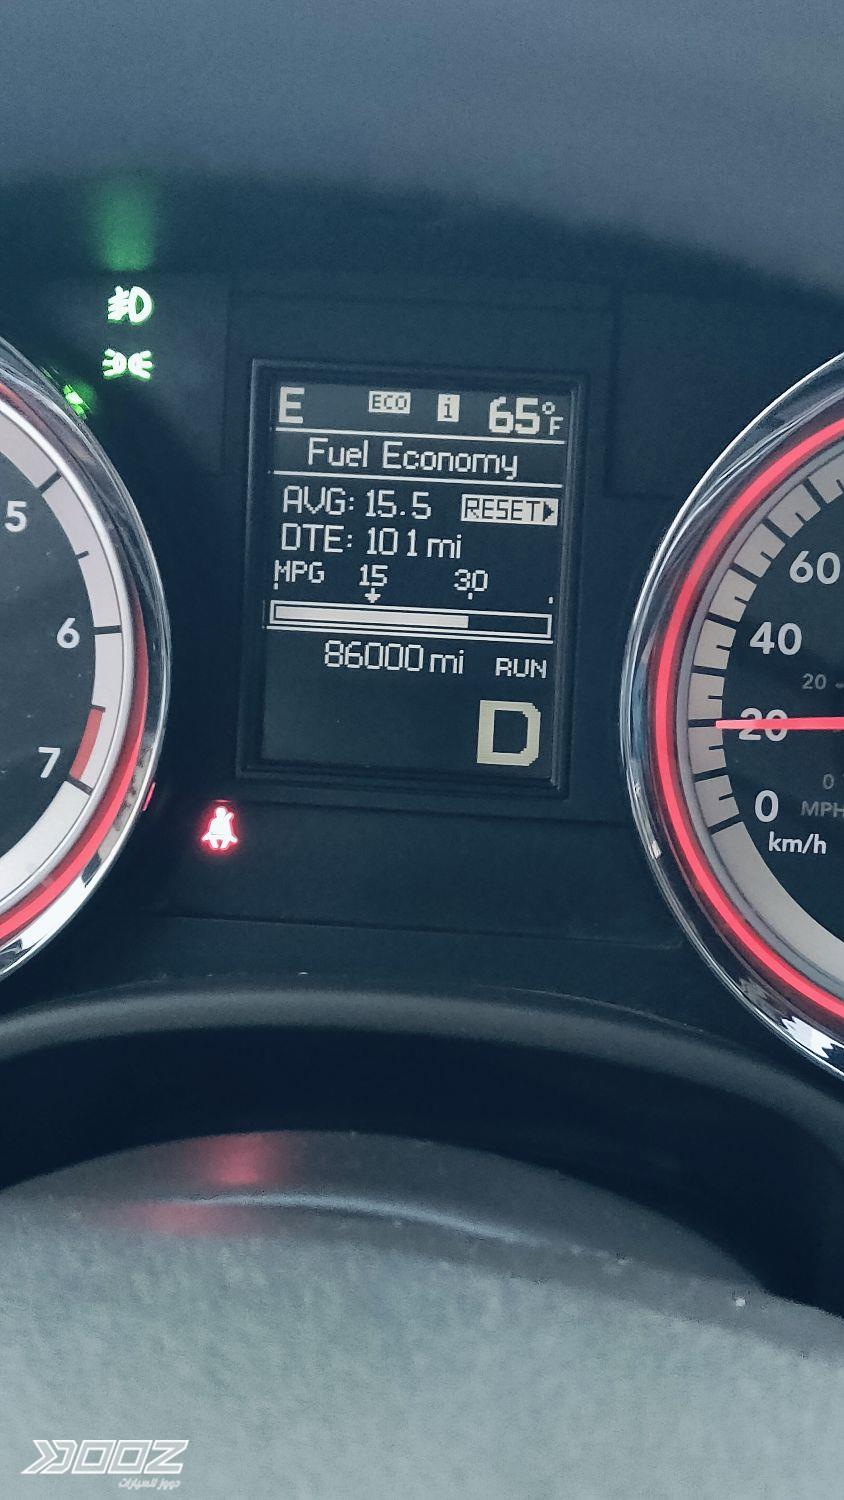 E ECO i 65°F
Fuel Economy
AVG: 15.5 RESET
DTE: 101 mi
MPG 15 30
86000 mi RUN
D
5
6
7
60
40
20
20
0
0
MPH
km/h
DOOZ
دووز للسيارات